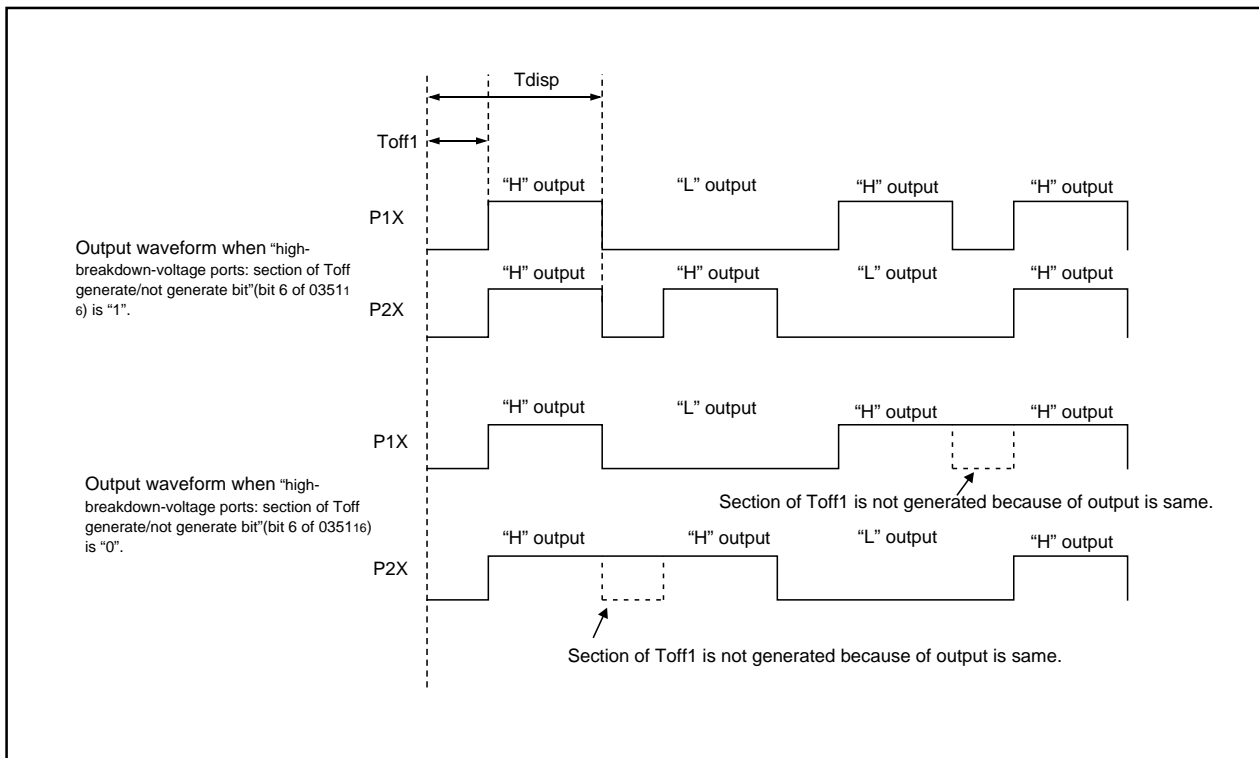 Tdisp
Toff1
“H” output “L” output “H” output “H” output
P1X
Output waveform when “high-
breakdown-voltage ports: section of Toff
generate/not generate bit”(bit 6 of 03511
6) is “1”.
“H” output “H” output “L” output “H” output
P2X
“H” output “L” output “H” output “H” output
P1X
Section of Toff1 is not generated because of output is same.
Output waveform when “high-
breakdown-voltage ports: section of Toff
generate/not generate bit”(bit 6 of 035116)
is “0”.
“H” output “H” output “L” output “H” output
P2X
Section of Toff1 is not generated because of output is same.